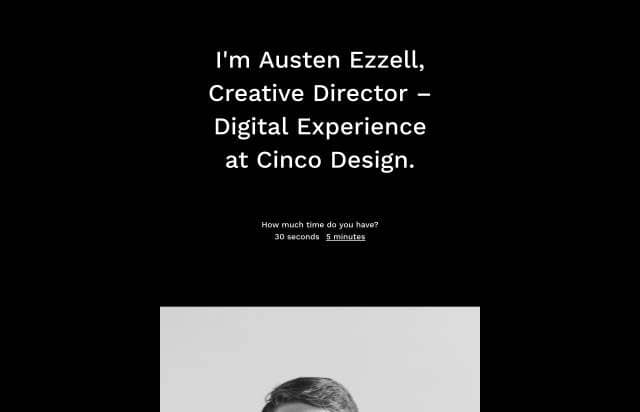 I'm Austen Ezzell,
Creative Director –
Digital Experience
at Cinco Design.
How much time do you have?
30 seconds 5 minutes